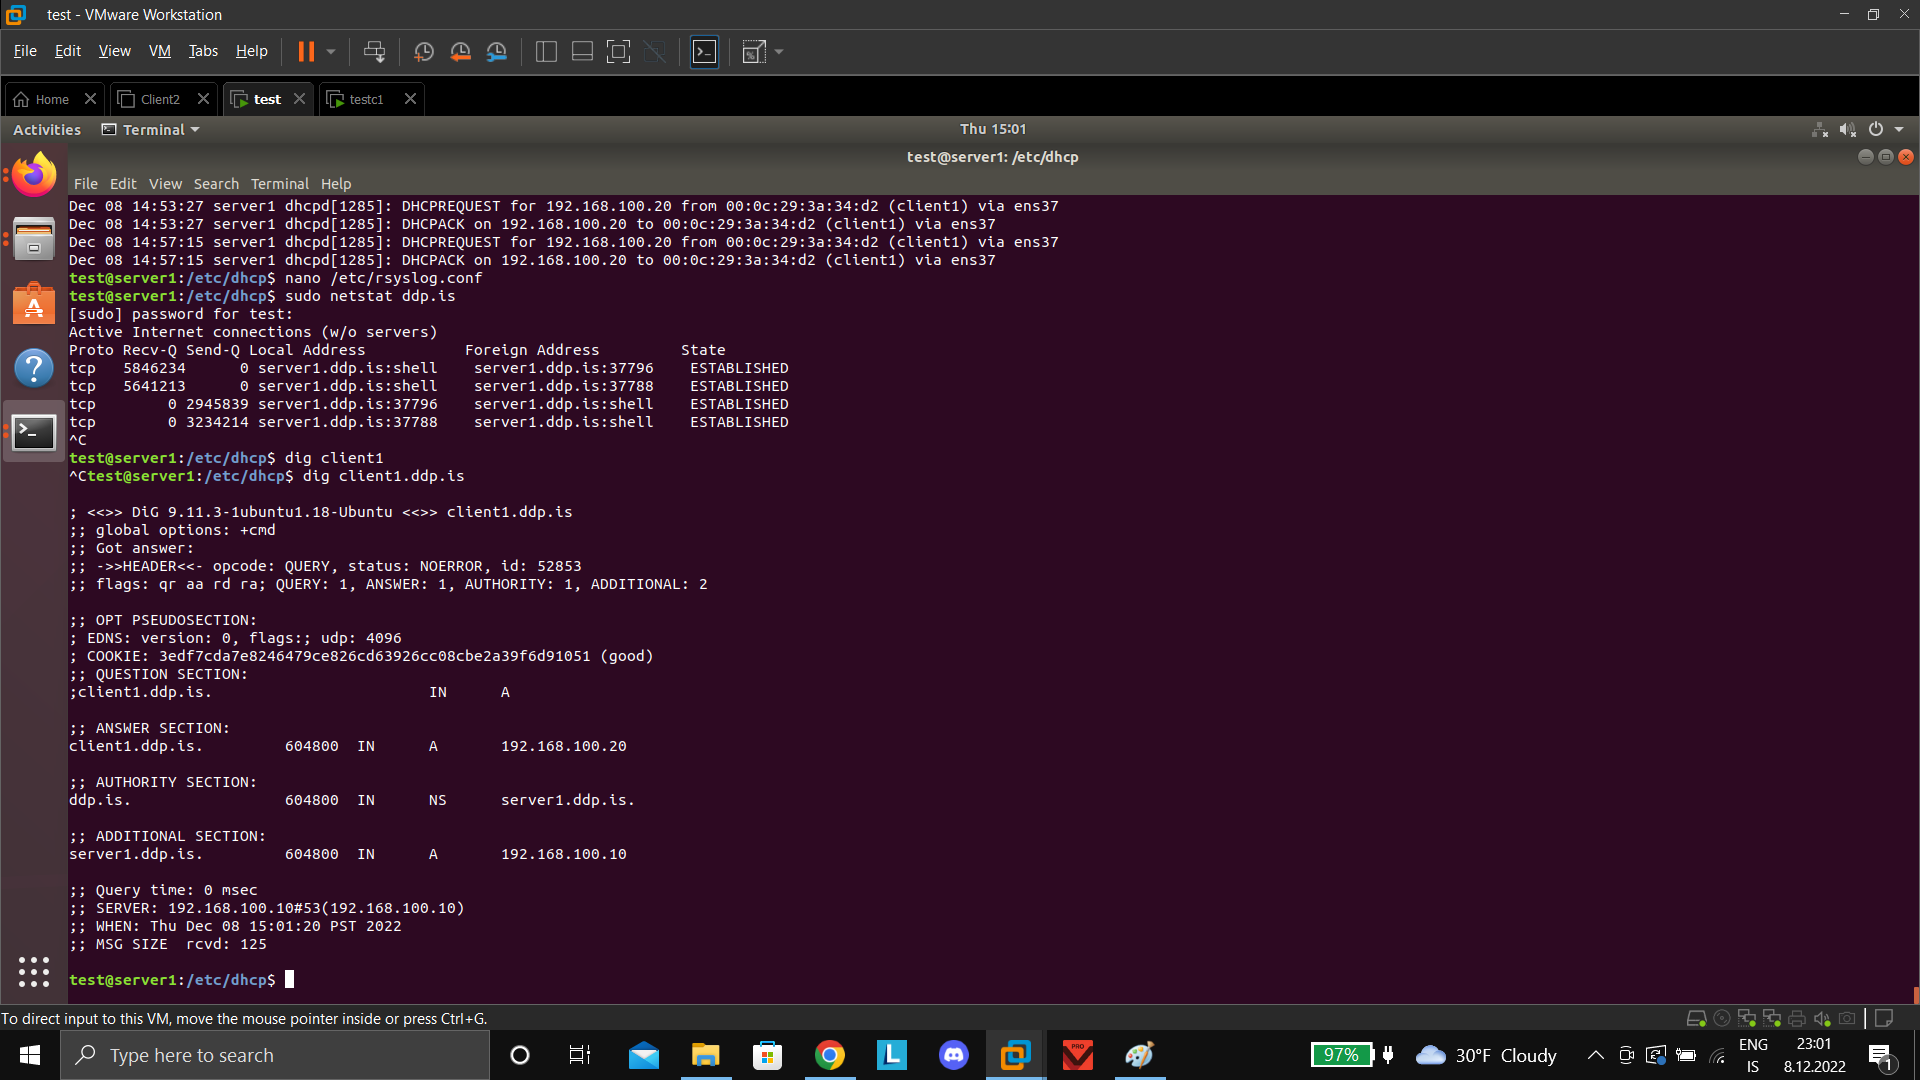 test - VMware Workstation
File Edit View VM Tabs Help
Home Client2 test testc1
Activities Terminal Thu 15:01
test@server1: /etc/dhcp
File Edit View Search Terminal Help
Dec 08 14:53:27 server1 dhcpd[1285]: DHCPREQUEST for 192.168.100.20 from 00:0c:29:3a:34:d2 (client1) via ens37
Dec 08 14:53:27 server1 dhcpd[1285]: DHCPACK on 192.168.100.20 to 00:0c:29:3a:34:d2 (client1) via ens37
Dec 08 14:57:15 server1 dhcpd[1285]: DHCPREQUEST for 192.168.100.20 from 00:0c:29:3a:34:d2 (client1) via ens37
Dec 08 14:57:15 server1 dhcpd[1285]: DHCPACK on 192.168.100.20 to 00:0c:29:3a:34:d2 (client1) via ens37
test@server1:/etc/dhcp$ nano /etc/rsyslog.conf
test@server1:/etc/dhcp$ sudo netstat ddp.is
[sudo] password for test:
Active Internet connections (w/o servers)
Proto Recv-Q Send-Q Local Address           Foreign Address         State
tcp   5846234      0 server1.ddp.is:shell    server1.ddp.is:37796    ESTABLISHED
tcp   5641213      0 server1.ddp.is:shell    server1.ddp.is:37788    ESTABLISHED
tcp        0 2945839 server1.ddp.is:37796    server1.ddp.is:shell    ESTABLISHED
tcp        0 3234214 server1.ddp.is:37788    server1.ddp.is:shell    ESTABLISHED
^C
test@server1:/etc/dhcp$ dig client1
^Ctest@server1:/etc/dhcp$ dig client1.ddp.is
; <<>> DiG 9.11.3-1ubuntu1.18-Ubuntu <<>> client1.ddp.is
;; global options: +cmd
;; Got answer:
;; ->>HEADER<<- opcode: QUERY, status: NOERROR, id: 52853
;; flags: qr aa rd ra; QUERY: 1, ANSWER: 1, AUTHORITY: 1, ADDITIONAL: 2
;; OPT PSEUDOSECTION:
; EDNS: version: 0, flags:; udp: 4096
; COOKIE: 3edf7cda7e8246479ce826cd63926cc08cbe2a39f6d91051 (good)
;; QUESTION SECTION:
;client1.ddp.is.                        IN      A
;; ANSWER SECTION:
client1.ddp.is.         604800  IN      A       192.168.100.20
;; AUTHORITY SECTION:
ddp.is.                 604800  IN      NS      server1.ddp.is.
;; ADDITIONAL SECTION:
server1.ddp.is.         604800  IN      A       192.168.100.10
;; Query time: 0 msec
;; SERVER: 192.168.100.10#53(192.168.100.10)
;; WHEN: Thu Dec 08 15:01:20 PST 2022
;; MSG SIZE  rcvd: 125
test@server1:/etc/dhcp$
To direct input to this VM, move the mouse pointer inside or press Ctrl+G.
Type here to search
L
PRO
97%
30°F Cloudy
ENG
IS
23:01
8.12.2022
1